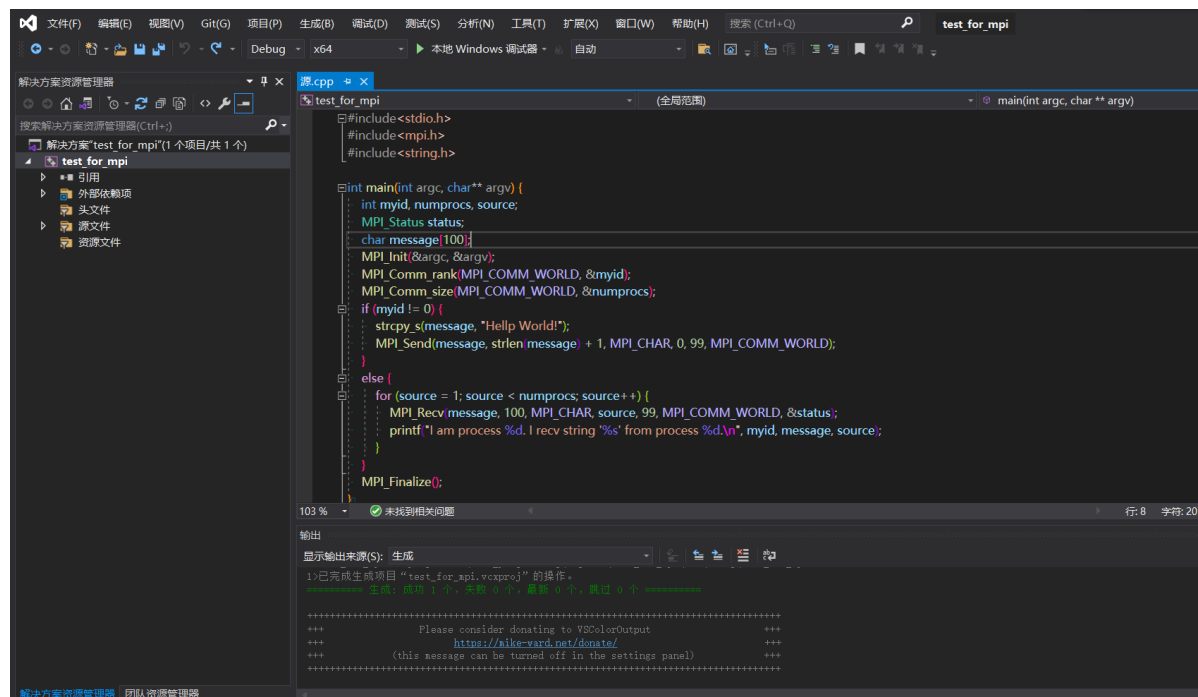 文件(F) 编辑(E) 视图(V) Git(G) 项目(P) 生成(B) 调试(D) 测试(S) 分析(N) 工具(T) 扩展(X) 窗口(W) 帮助(H) 搜索 (Ctrl+Q) test_for_mpi
Debug x64 本地 Windows 调试器 自动
解决方案资源管理器
搜索解决方案资源管理器(Ctrl+;)
解决方案"test_for_mpi"(1 个项目/共 1 个)
test_for_mpi
引用
外部依赖项
头文件
源文件
资源文件
源.cpp
test_for_mpi (全局范围) main(int argc, char ** argv)
#include<stdio.h>
#include<mpi.h>
#include<string.h>
int main(int argc, char** argv) {
int myid, numprocs, source;
MPI_Status status;
char message[100];
MPI_Init(&argc, &argv);
MPI_Comm_rank(MPI_COMM_WORLD, &myid);
MPI_Comm_size(MPI_COMM_WORLD, &numprocs);
if (myid != 0) {
strcpy_s(message, "Hellp World!");
MPI_Send(message, strlen(message) + 1, MPI_CHAR, 0, 99, MPI_COMM_WORLD);
}
else {
for (source = 1; source < numprocs; source++) {
MPI_Recv(message, 100, MPI_CHAR, source, 99, MPI_COMM_WORLD, &status);
printf("I am process %d. I recv string '%s' from process %d.\n", myid, message, source);
}
}
MPI_Finalize();
}
103 % 未找到相关问题 行: 8 字符: 20
输出
显示输出来源(S): 生成
1>已完成生成项目“test_for_mpi.vcxproj”的操作。
========== 生成: 成功 1 个，失败 0 个，最新 0 个，跳过 0 个 ==========
+++ Please consider donating to VSColorOutput +++
+++ https://mike-ward.net/donate/ +++
+++ (this message can be turned off in the settings panel) +++
解决方案资源管理器 团队资源管理器